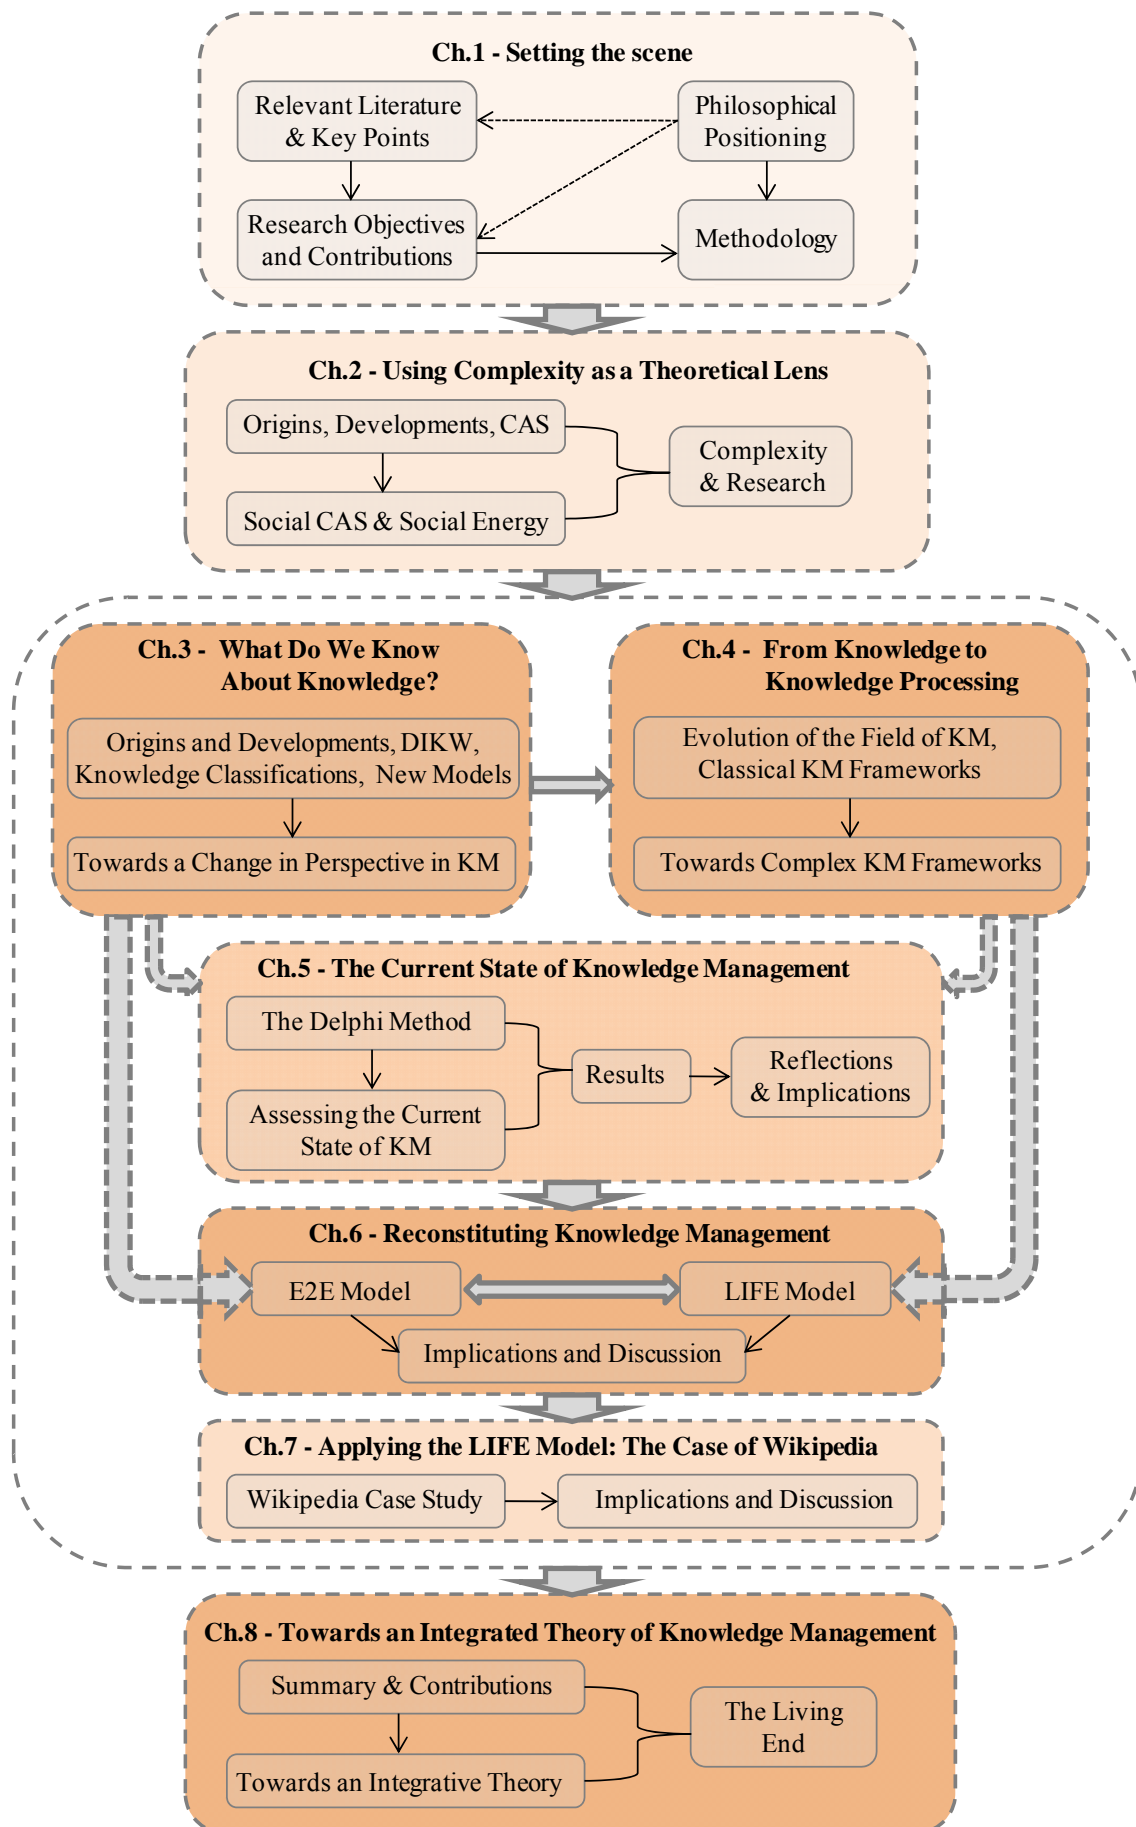 Ch.1 - Setting the scene
Relevant Literature
& Key Points
Philosophical
Positioning
Research Objectives
and Contributions
Methodology
Ch.2 - Using Complexity as a Theoretical Lens
Origins, Developments, CAS
Social CAS & Social Energy
Complexity
& Research
Ch.3 - What Do We Know
About Knowledge?
Origins and Developments, DIKW,
Knowledge Classifications, New Models
Towards a Change in Perspective in KM
Ch.4 - From Knowledge to
Knowledge Processing
Evolution of the Field of KM,
Classical KM Frameworks
Towards Complex KM Frameworks
Ch.5 - The Current State of Knowledge Management
The Delphi Method
Assessing the Current
State of KM
Results
Reflections
& Implications
Ch.6 - Reconstituting Knowledge Management
E2E Model
LIFE Model
Implications and Discussion
Ch.7 - Applying the LIFE Model: The Case of Wikipedia
Wikipedia Case Study
Implications and Discussion
Ch.8 - Towards an Integrated Theory of Knowledge Management
Summary & Contributions
Towards an Integrative Theory
The Living
End